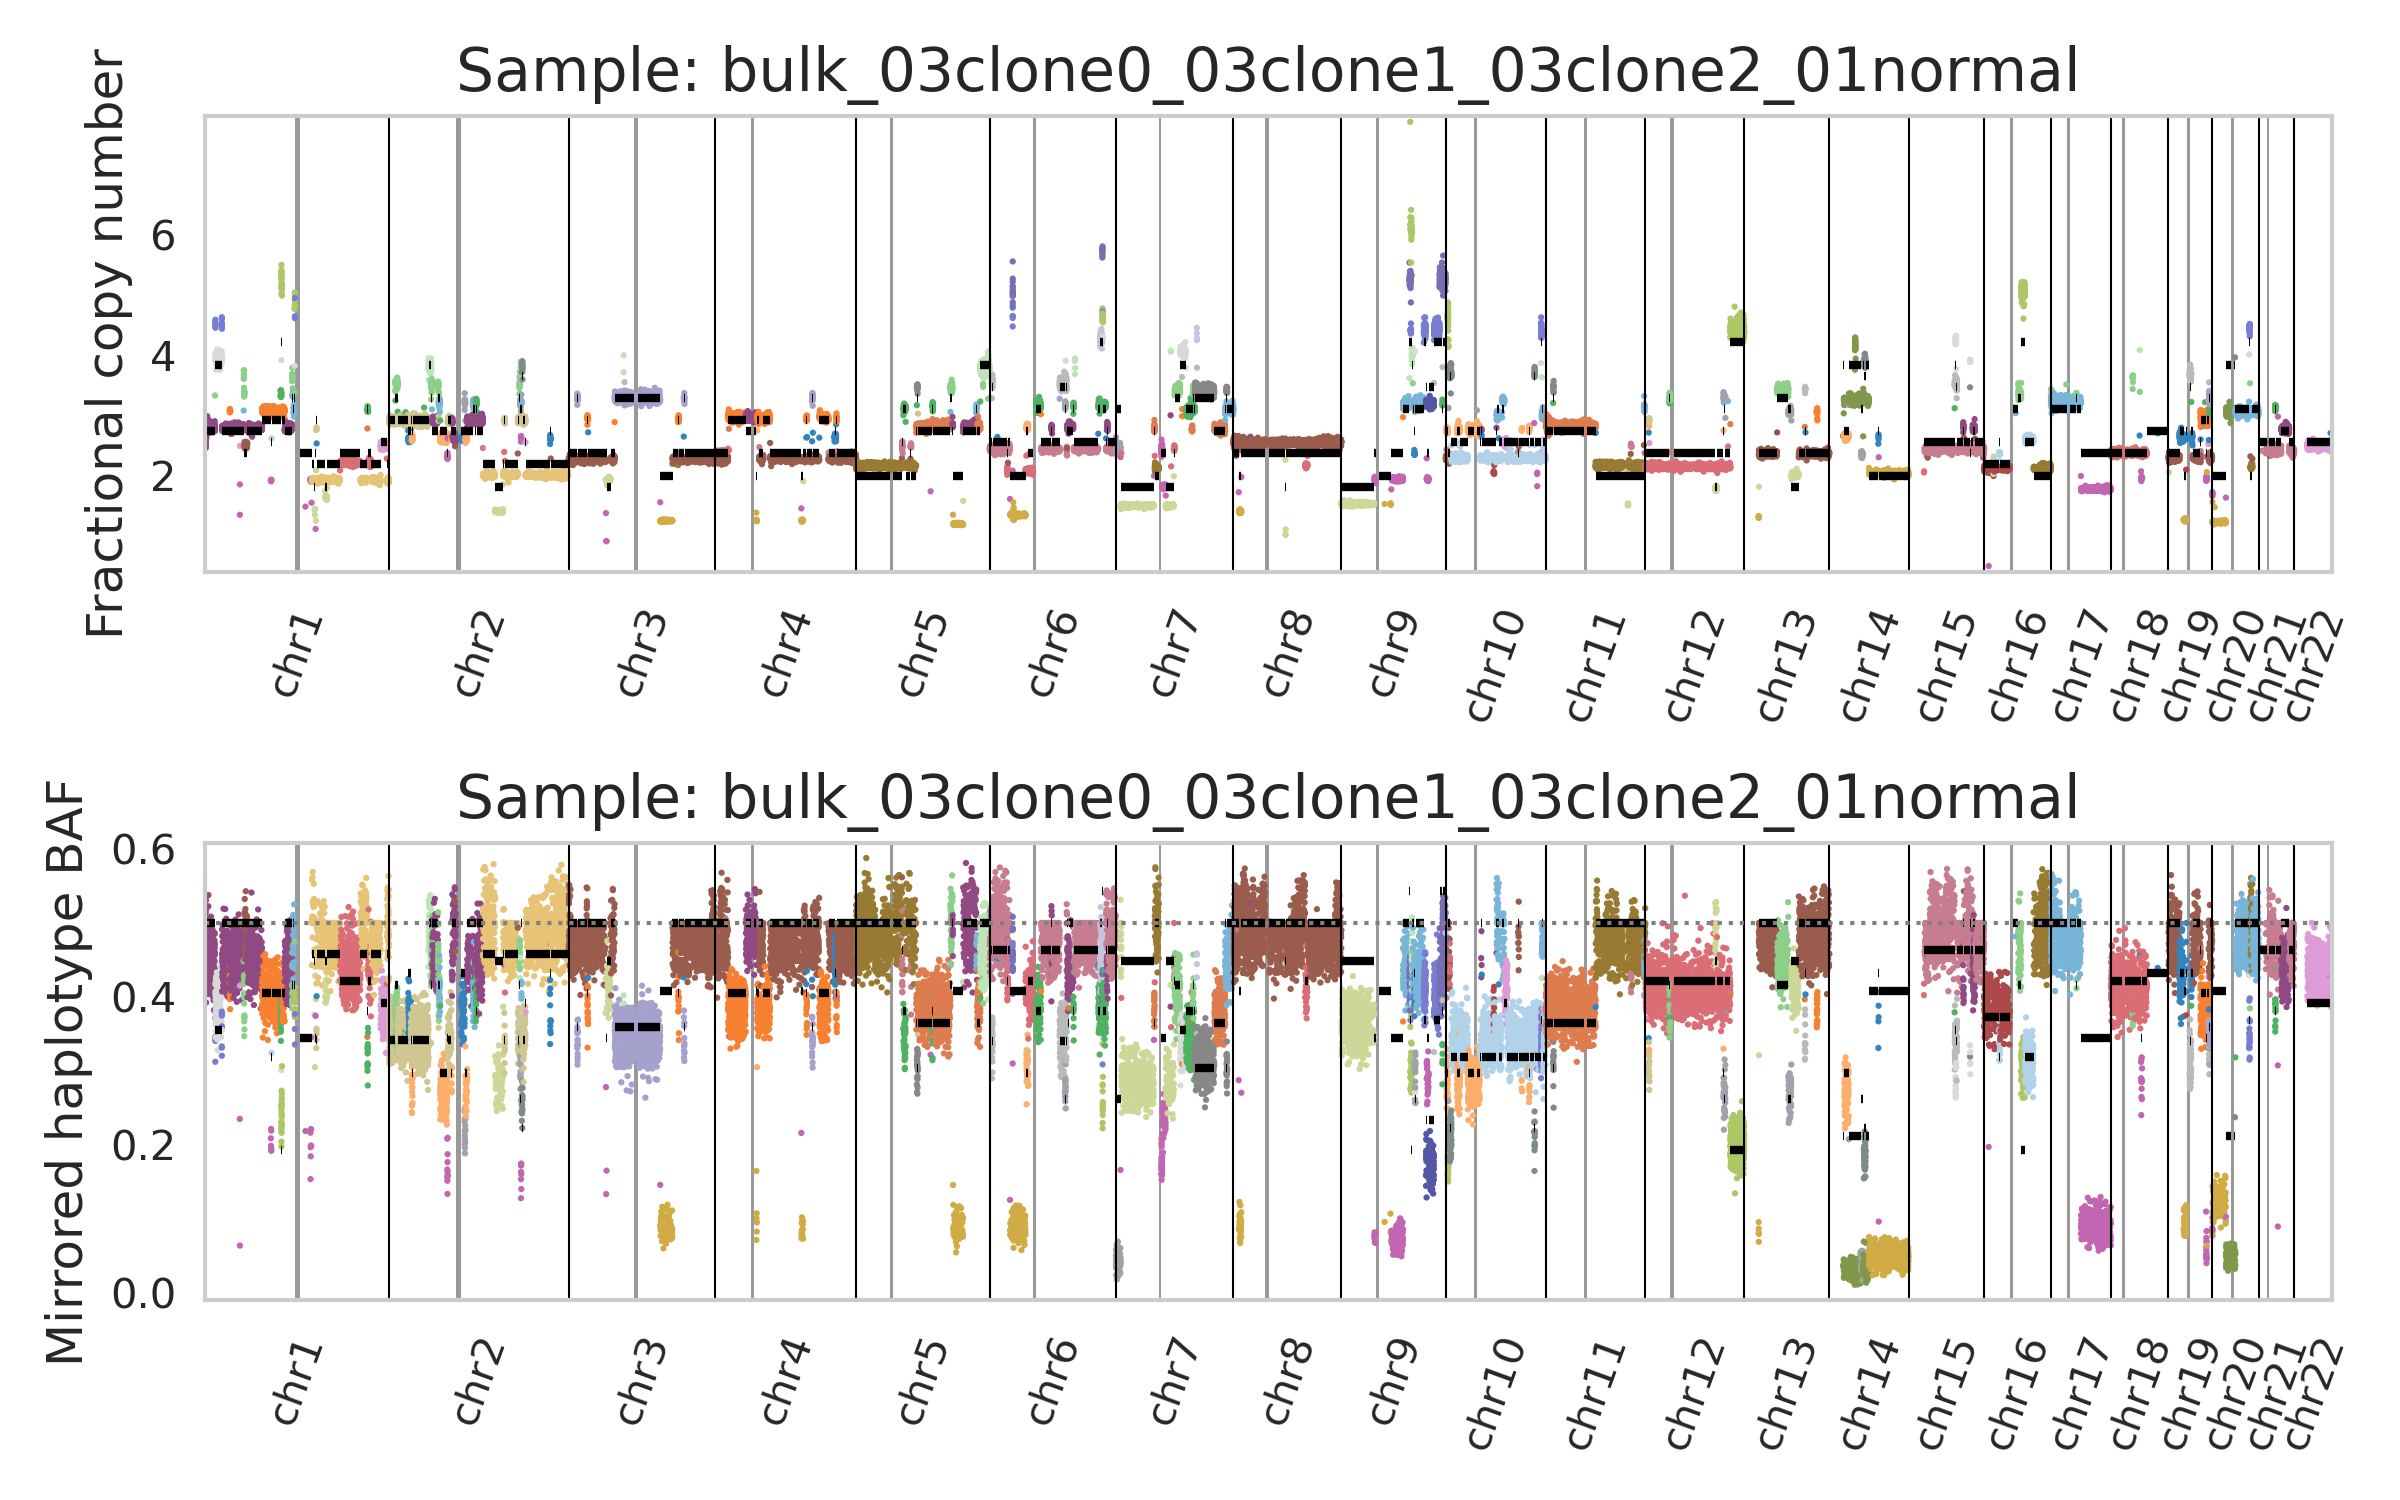 Sample: bulk_03clone0_03clone1_03clone2_01normal
Fractional copy number
6
4
2
chr1 chr2 chr3 chr4 chr5 chr6 chr7 chr8 chr9 chr10 chr11 chr12 chr13 chr14 chr15 chr16 chr17 chr18 chr19 chr20 chr21 chr22
Sample: bulk_03clone0_03clone1_03clone2_01normal
Mirrored haplotype BAF
0.6
0.4
0.2
0.0
chr1 chr2 chr3 chr4 chr5 chr6 chr7 chr8 chr9 chr10 chr11 chr12 chr13 chr14 chr15 chr16 chr17 chr18 chr19 chr20 chr21 chr22